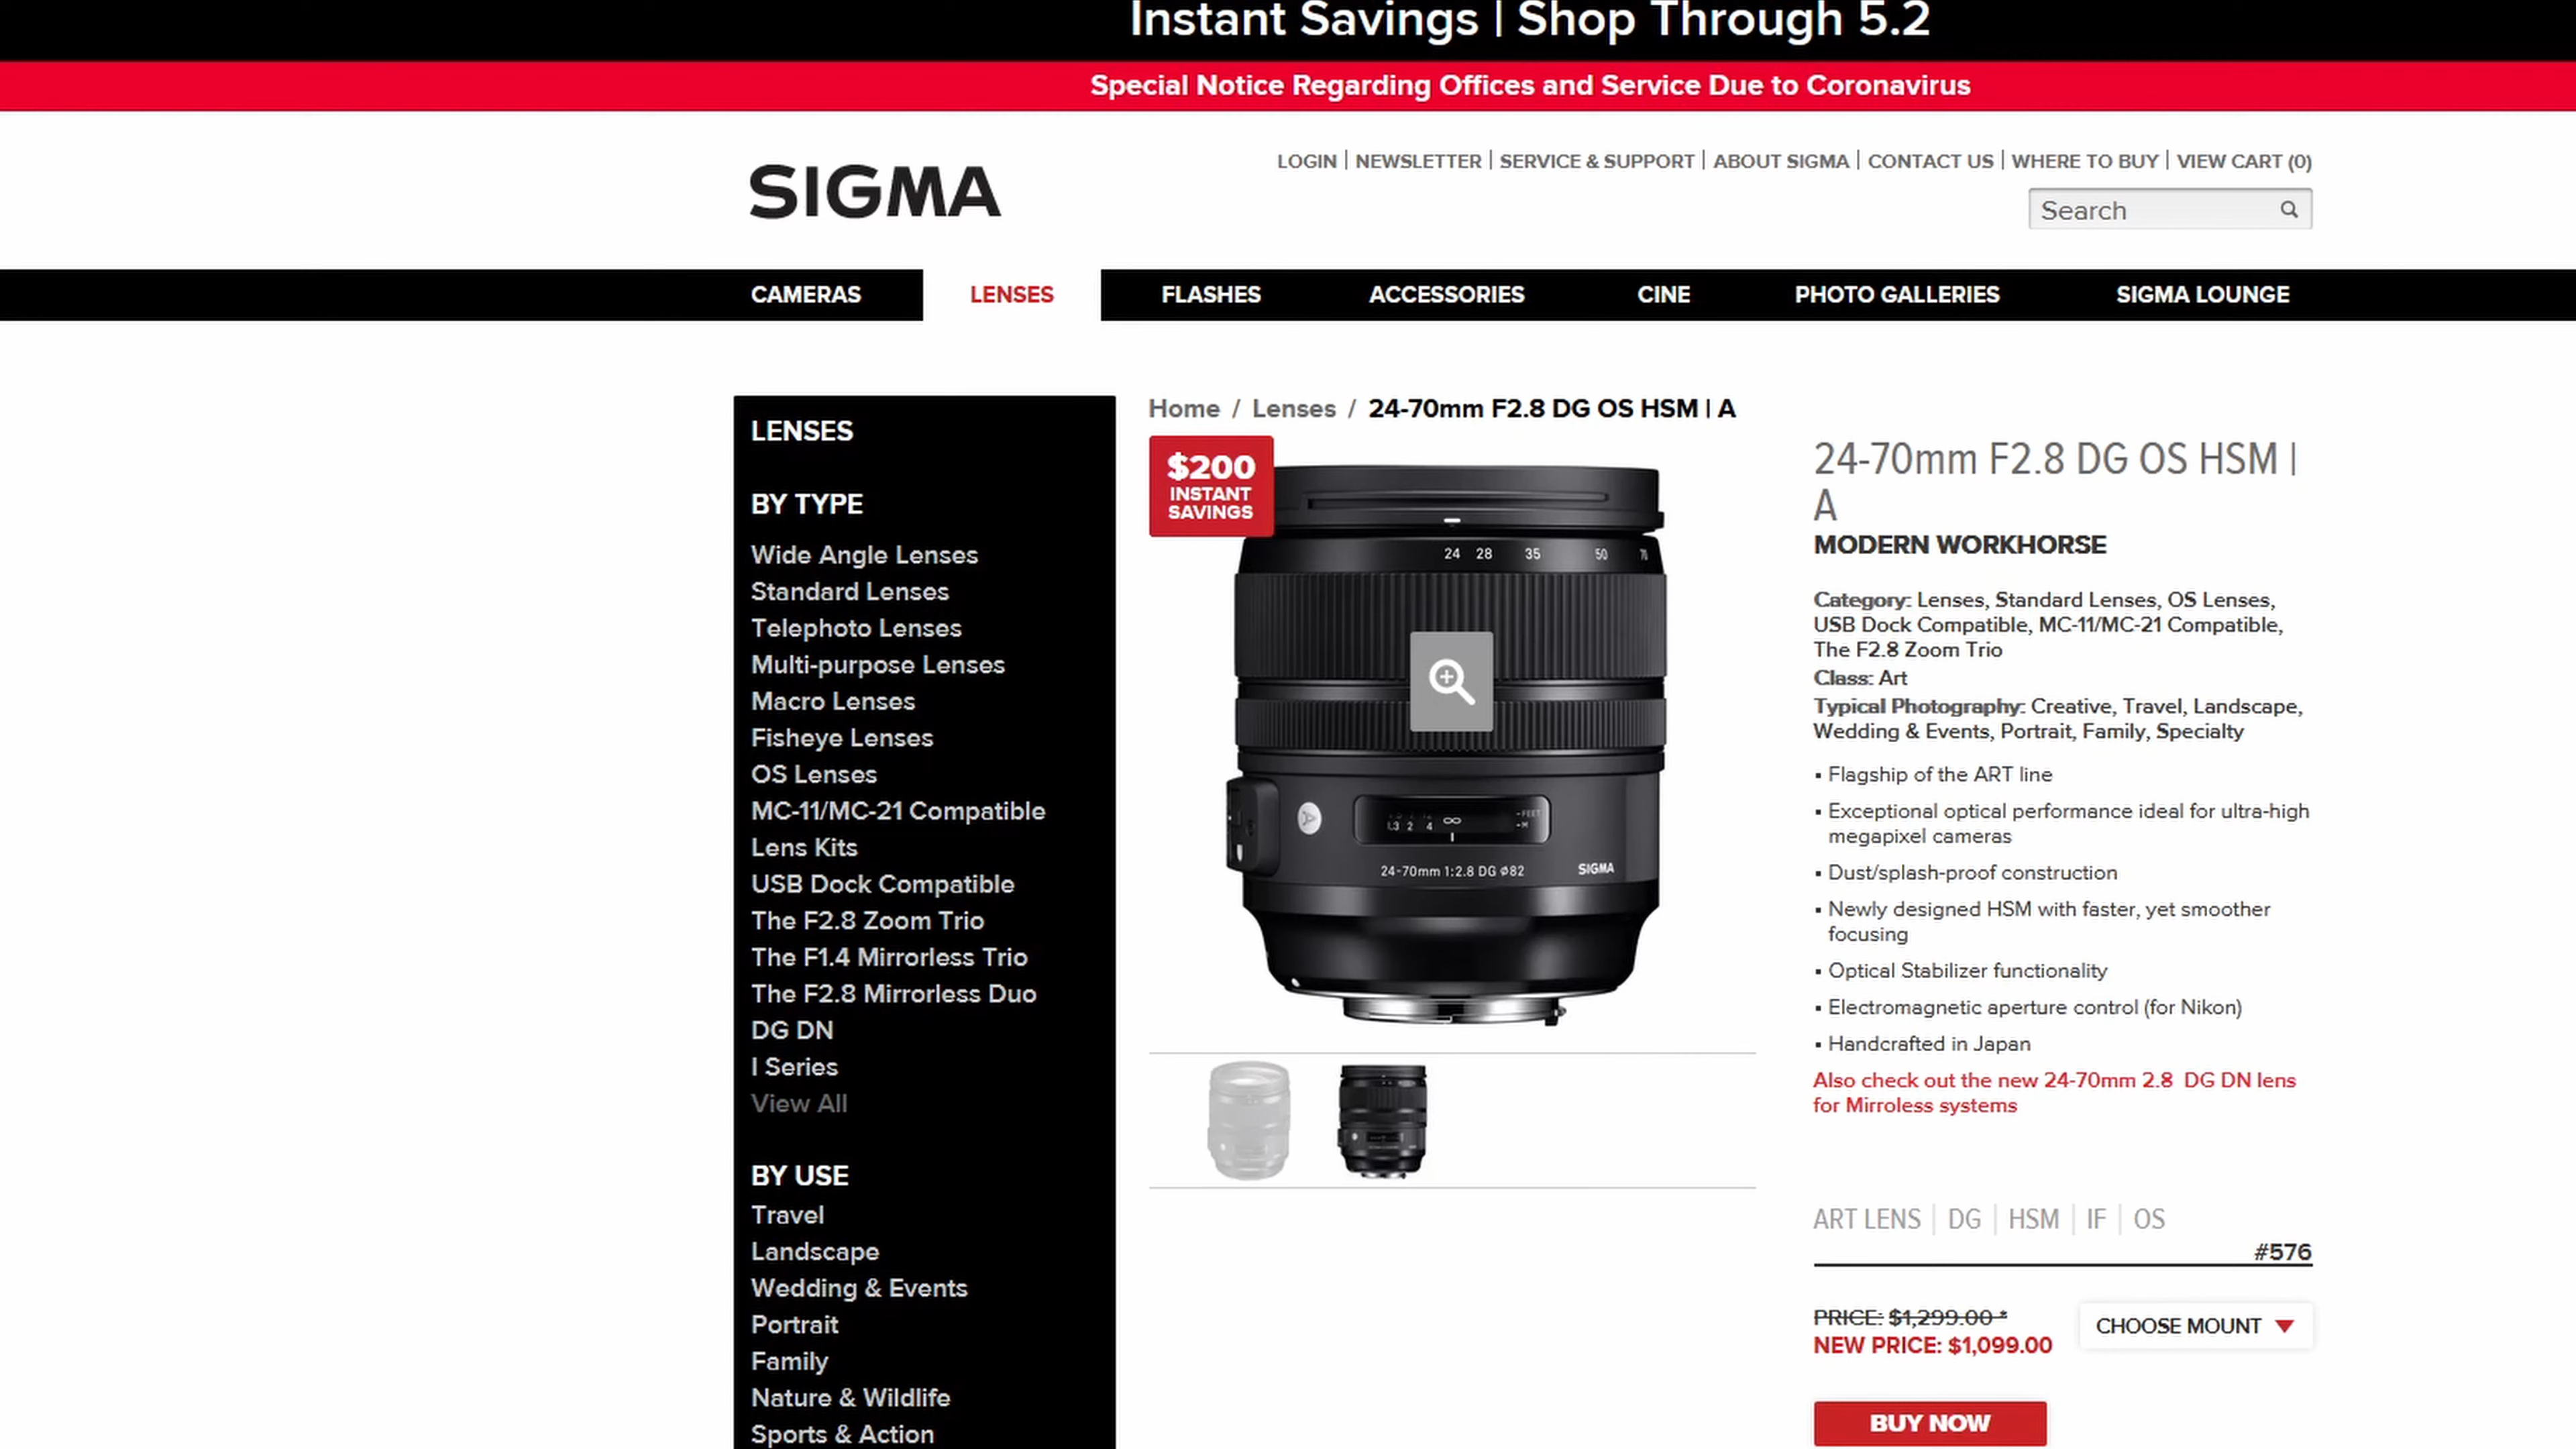 Instant Savings | Shop Through 5.2
Special Notice Regarding Offices and Service Due to Coronavirus
SIGMA
LOGIN | NEWSLETTER | SERVICE & SUPPORT | ABOUT SIGMA | CONTACT US | WHERE TO BUY | VIEW CART (0)
Search
CAMERAS LENSES FLASHES ACCESSORIES CINE PHOTO GALLERIES SIGMA LOUNGE
LENSES
BY TYPE
Wide Angle Lenses
Standard Lenses
Telephoto Lenses
Multi-purpose Lenses
Macro Lenses
Fisheye Lenses
OS Lenses
MC-11/MC-21 Compatible
Lens Kits
USB Dock Compatible
The F2.8 Zoom Trio
The F1.4 Mirrorless Trio
The F2.8 Mirrorless Duo
DG DN
I Series
View All
BY USE
Travel
Landscape
Wedding & Events
Portrait
Family
Nature & Wildlife
Sports & Action
Home / Lenses / 24-70mm F2.8 DG OS HSM | A
$200
INSTANT
SAVINGS
24 28 35 50 70
A
1.3 2 4 ∞
-FEET
-M
24-70mm 1:2.8 DG ø82 SIGMA
24-70mm F2.8 DG OS HSM |
A
MODERN WORKHORSE
Category: Lenses, Standard Lenses, OS Lenses,
USB Dock Compatible, MC-11/MC-21 Compatible,
The F2.8 Zoom Trio
Class: Art
Typical Photography: Creative, Travel, Landscape,
Wedding & Events, Portrait, Family, Specialty
▪ Flagship of the ART line
▪ Exceptional optical performance ideal for ultra-high
megapixel cameras
▪ Dust/splash-proof construction
▪ Newly designed HSM with faster, yet smoother
focusing
▪ Optical Stabilizer functionality
▪ Electromagnetic aperture control (for Nikon)
▪ Handcrafted in Japan
Also check out the new 24-70mm 2.8 DG DN lens
for Mirroless systems
ART LENS | DG | HSM | IF | OS
#576
PRICE: $1,299.00 *
NEW PRICE: $1,099.00
CHOOSE MOUNT
BUY NOW